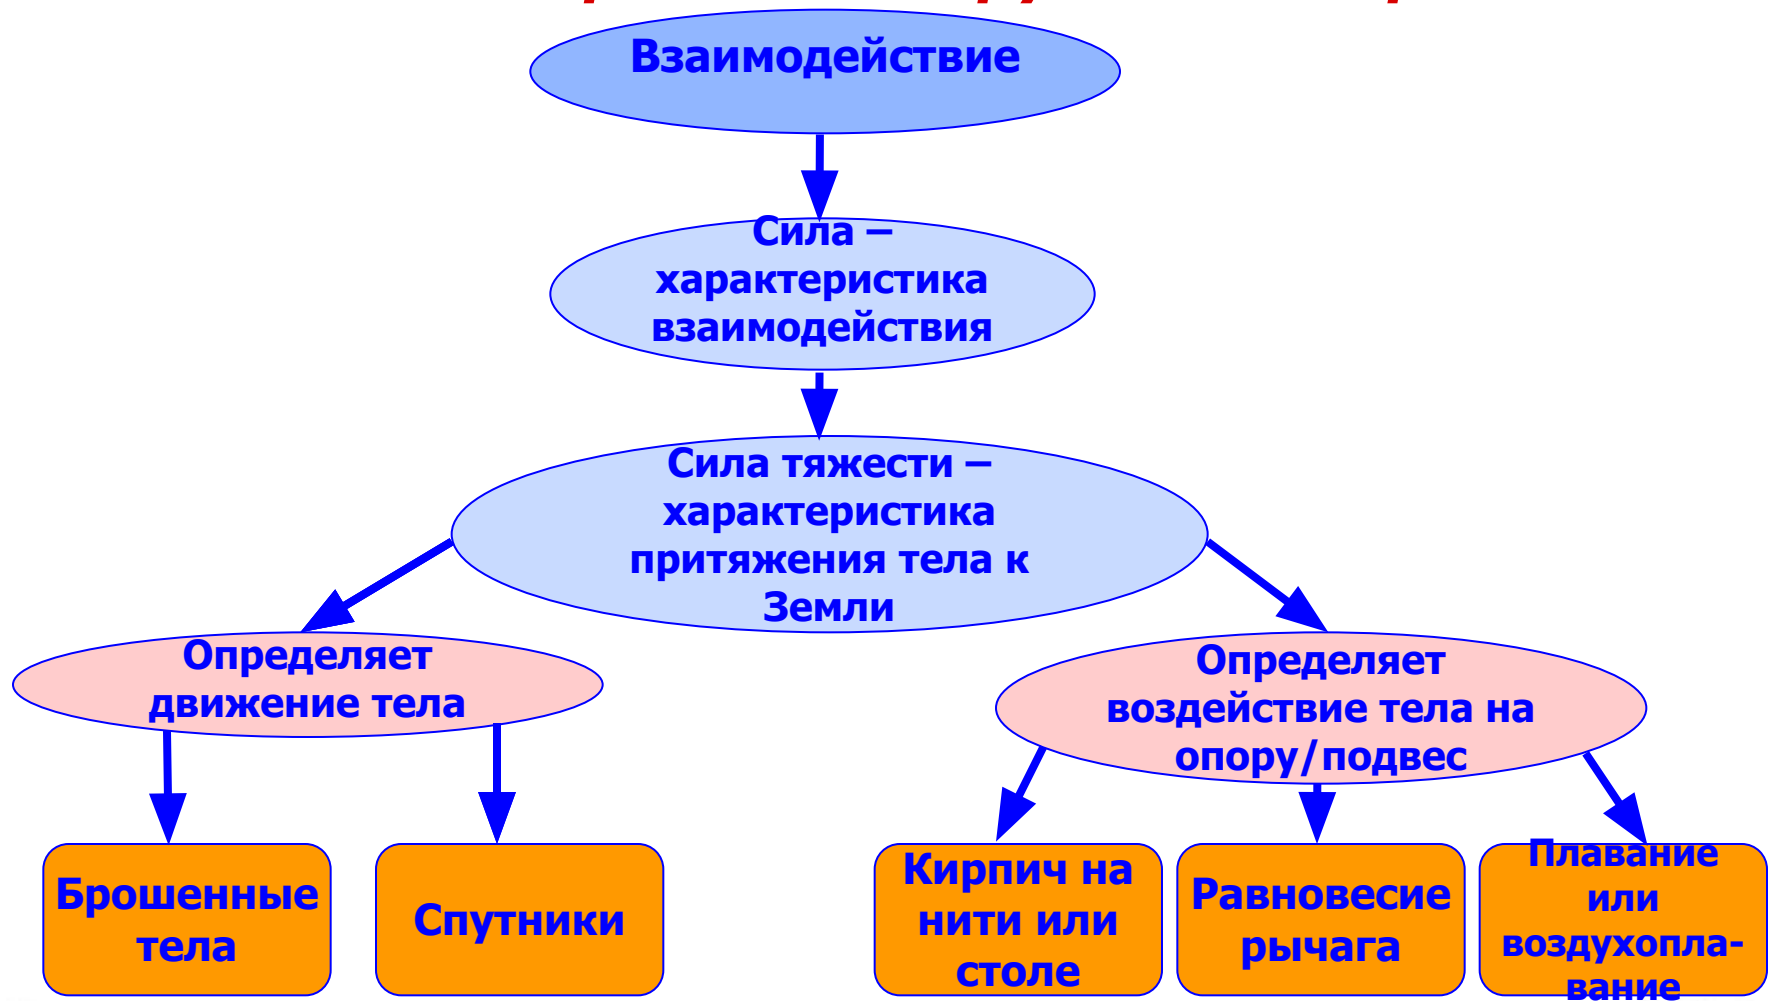 Взаимодействие
Сила –
характеристика
взаимодействия
Сила тяжести –
характеристика
притяжения тела к
Земли
Определяет
движение тела
Определяет
воздействие тела на
опору/подвес
Брошенные
тела
Спутники
Кирпич на
нити или
столе
Равновесие
рычага
Плавание
или
воздухопла-
вание